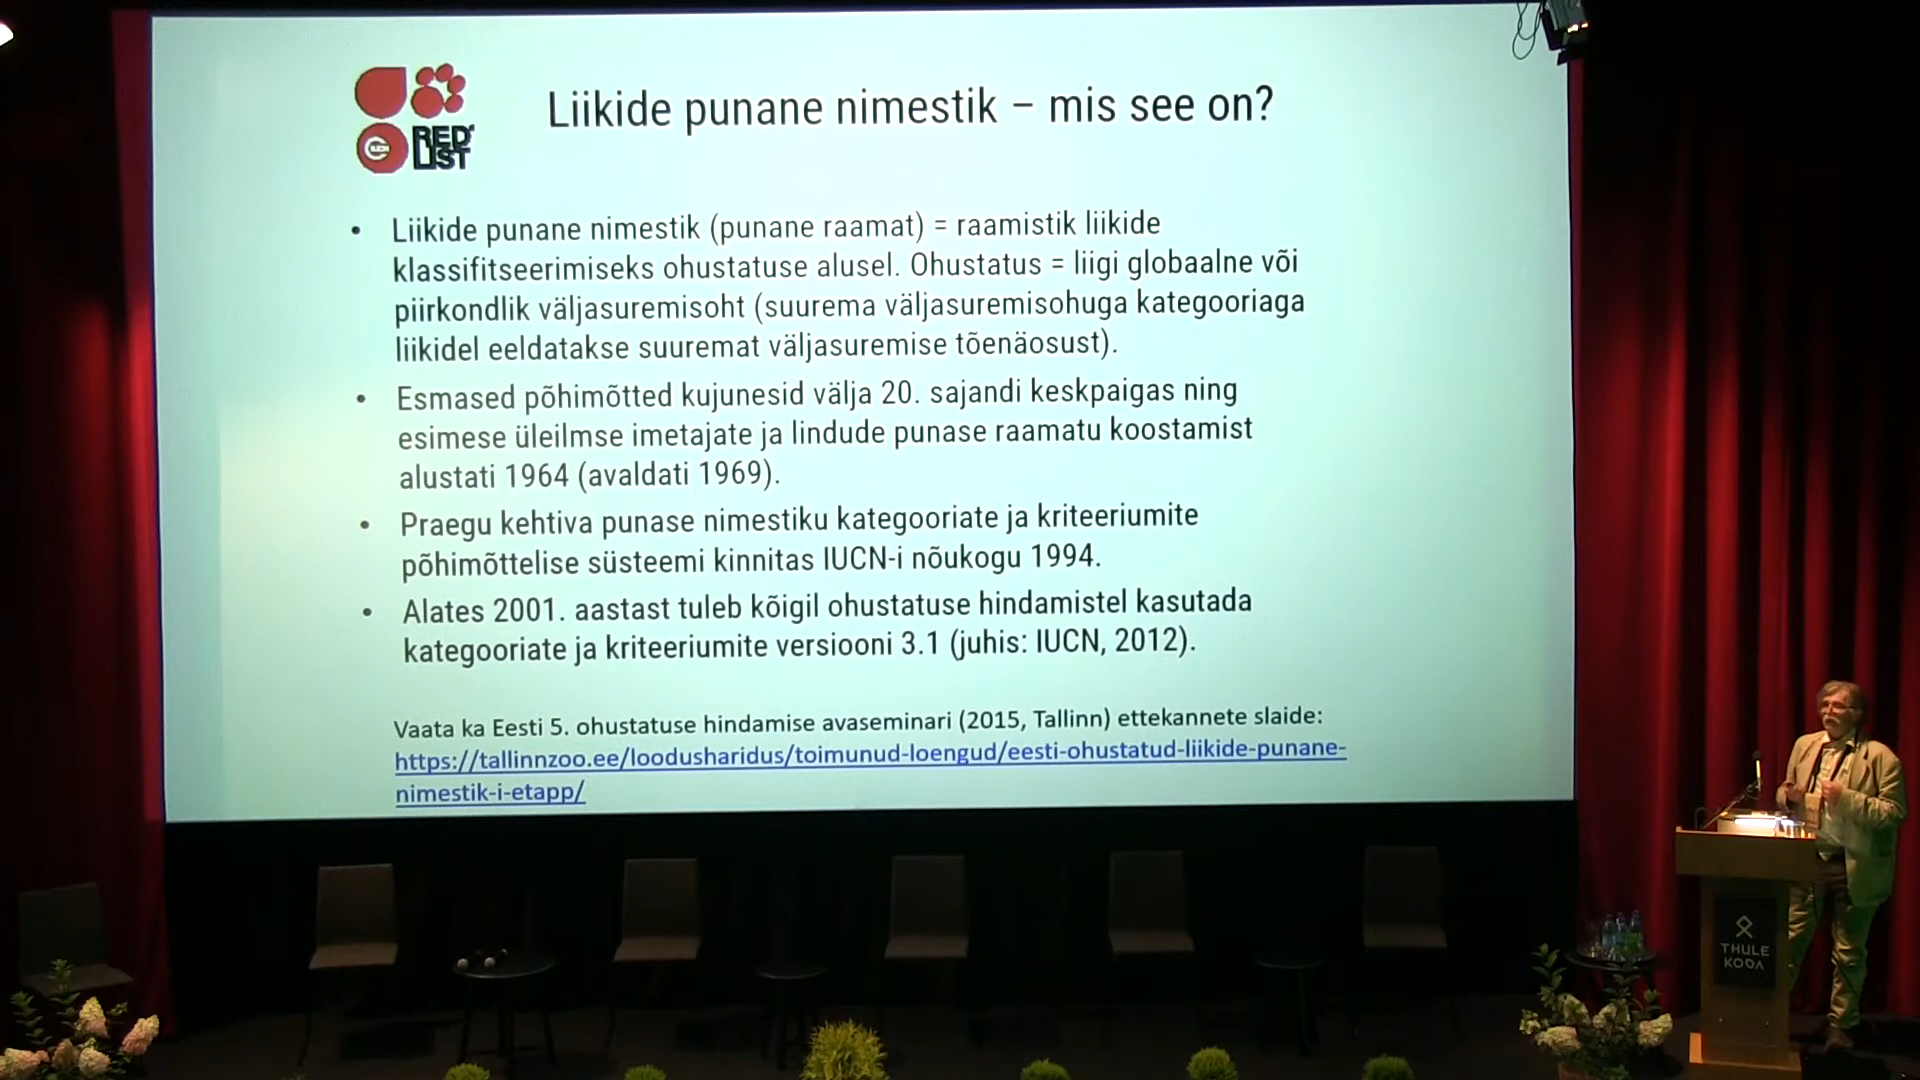 Liikide punane nimestik – mis see on?
IUCN
RED
LIST
• Liikide punane nimestik (punane raamat) = raamistik liikide
klassifitseerimiseks ohustatuse alusel. Ohustatus = liigi globaalne või
piirkondlik väljasuremisoht (suurema väljasuremisohuga kategooriaga
liikidel eeldatakse suuremat väljasuremise tõenäosust).
• Esmased põhimõtted kujunesid välja 20. sajandi keskpaigas ning
esimese üleilmse imetajate ja lindude punase raamatu koostamist
alustati 1964 (avaldati 1969).
• Praegu kehtiva punase nimestiku kategooriate ja kriteeriumite
põhimõttelise süsteemi kinnitas IUCN-i nõukogu 1994.
• Alates 2001. aastast tuleb kõigil ohustatuse hindamistel kasutada
kategooriate ja kriteeriumite versiooni 3.1 (juhis: IUCN, 2012).
Vaata ka Eesti 5. ohustatuse hindamise avaseminari (2015, Tallinn) ettekannete slaide:
https://tallinnzoo.ee/loodusharidus/toimunud-loengud/eesti-ohustatud-liikide-punane-
nimestik-i-etapp/
THULE
KODA